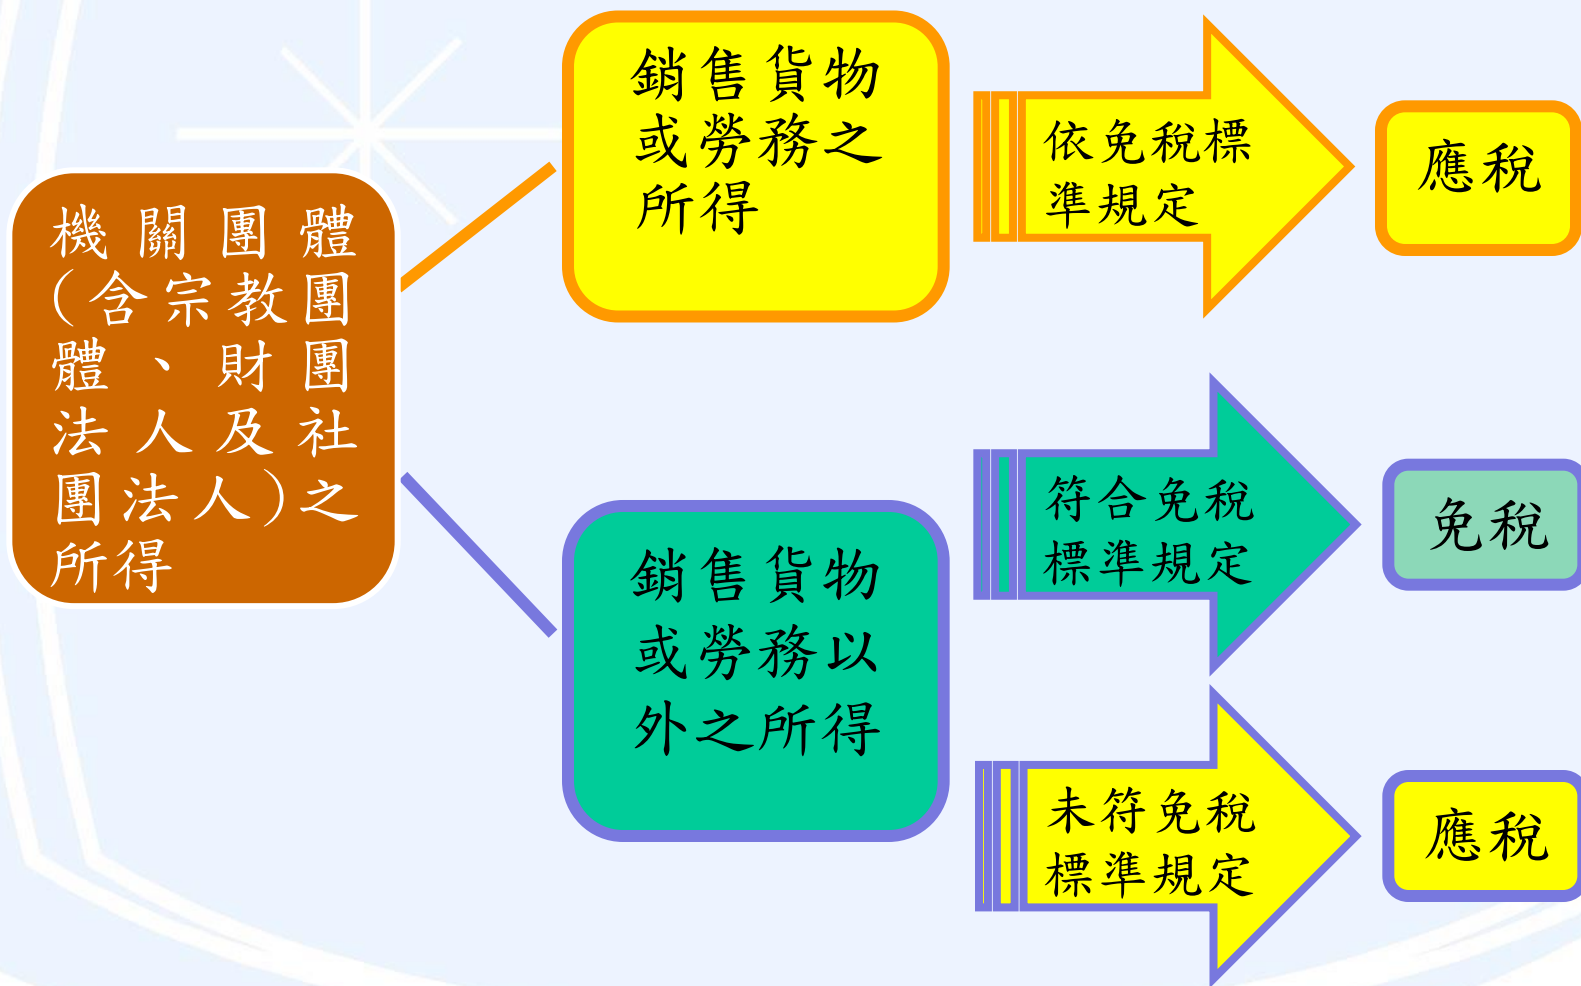 機關團體
(含宗教團
體、財團
法人及社
團法人)之
所得
銷售貨物
或勞務之
所得
依免稅標
準規定
應稅
銷售貨物
或勞務以
外之所得
符合免稅
標準規定
免稅
未符免稅
標準規定
應稅